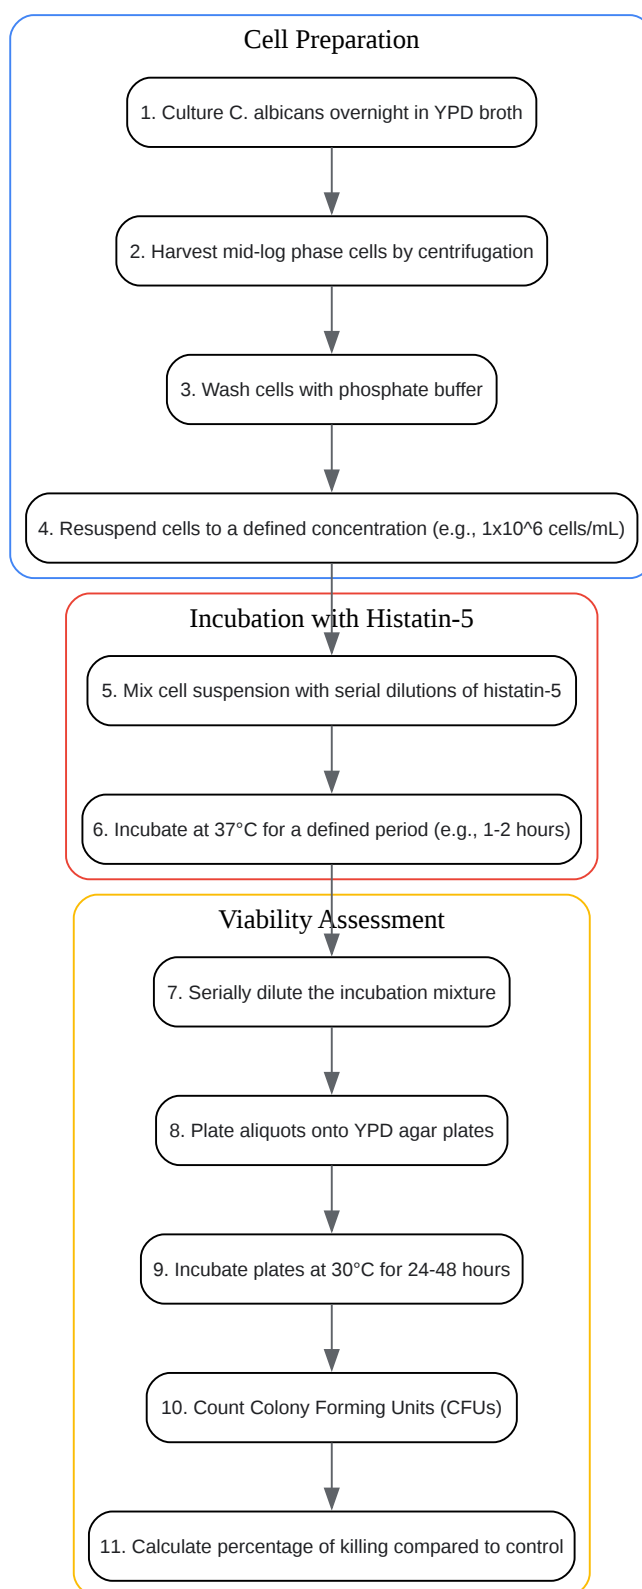 Cell Preparation
1. Culture C. albicans overnight in YPD broth
2. Harvest mid-log phase cells by centrifugation
3. Wash cells with phosphate buffer
4. Resuspend cells to a defined concentration (e.g., 1x10^6 cells/mL)
Incubation with Histatin-5
5. Mix cell suspension with serial dilutions of histatin-5
6. Incubate at 37°C for a defined period (e.g., 1-2 hours)
Viability Assessment
7. Serially dilute the incubation mixture
8. Plate aliquots onto YPD agar plates
9. Incubate plates at 30°C for 24-48 hours
10. Count Colony Forming Units (CFUs)
11. Calculate percentage of killing compared to control